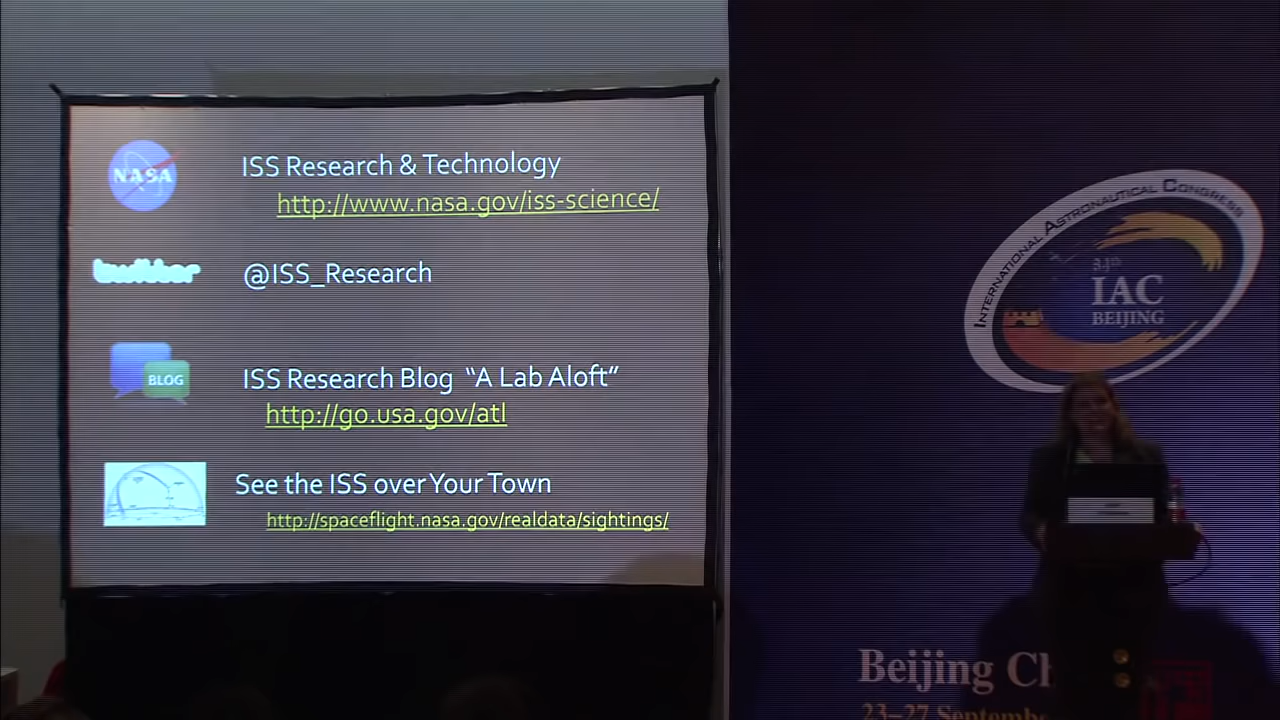 NASA
ISS Research & Technology
http://www.nasa.gov/iss-science/
twitter
@ISS_Research
BLOG
ISS Research Blog “A Lab Aloft”
http://go.usa.gov/atl
See the ISS over Your Town
http://spaceflight.nasa.gov/realdata/sightings/
INTERNATIONAL ASTRONAUTICAL CONGRESS
IAC
BEIJING
Beijing Ch
23-27 Septemb